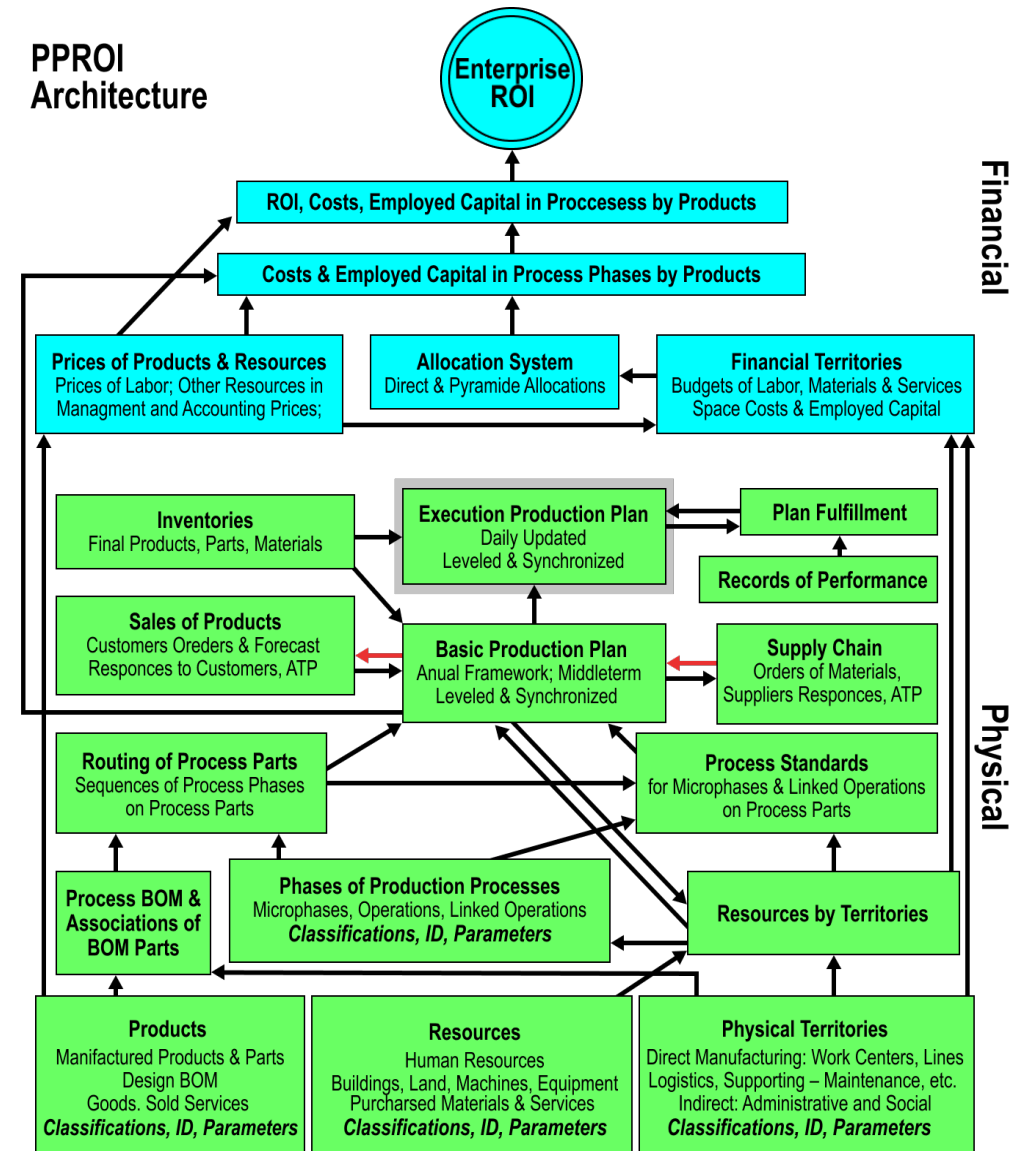 PPROI
Architecture
Enterprise
ROI
Financial
ROI, Costs, Employed Capital in Proccesess by Products
Costs & Employed Capital in Process Phases by Products
Prices of Products & Resources
Prices of Labor; Other Resources in
Managment and Accounting Prices;
Allocation System
Direct & Pyramide Allocations
Financial Territories
Budgets of Labor, Materials & Services
Space Costs & Employed Capital
Inventories
Final Products, Parts, Materials
Execution Production Plan
Daily Updated
Leveled & Synchronized
Plan Fulfillment
Records of Performance
Sales of Products
Customers Oreders & Forecast
Responces to Customers, ATP
Basic Production Plan
Anual Framework; Middleterm
Leveled & Synchronized
Supply Chain
Orders of Materials,
Suppliers Responces, ATP
Physical
Routing of Process Parts
Sequences of Process Phases
on Process Parts
Process Standards
for Microphases & Linked Operations
on Process Parts
Process BOM &
Associations of
BOM Parts
Phases of Production Processes
Microphases, Operations, Linked Operations
Classifications, ID, Parameters
Resources by Territories
Products
Manifactured Products & Parts
Design BOM
Goods. Sold Services
Classifications, ID, Parameters
Resources
Human Resources
Buildings, Land, Machines, Equipment
Purcharsed Materials & Services
Classifications, ID, Parameters
Physical Territories
Direct Manufacturing: Work Centers, Lines
Logistics, Supporting – Maintenance, etc.
Indirect: Administrative and Social
Classifications, ID, Parameters